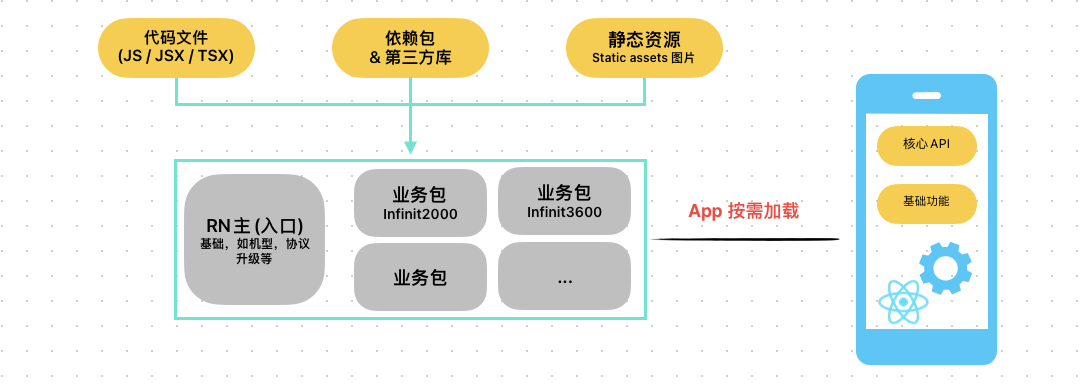 代码文件
(JS / JSX / TSX)
依赖包
& 第三方库
静态资源
Static assets 图片
RN 主 (入口)
基础，如机型，协议
升级等
业务包
Infinit2000
业务包
Infinit3600
业务包
...
App 按需加载
核心 API
基础功能